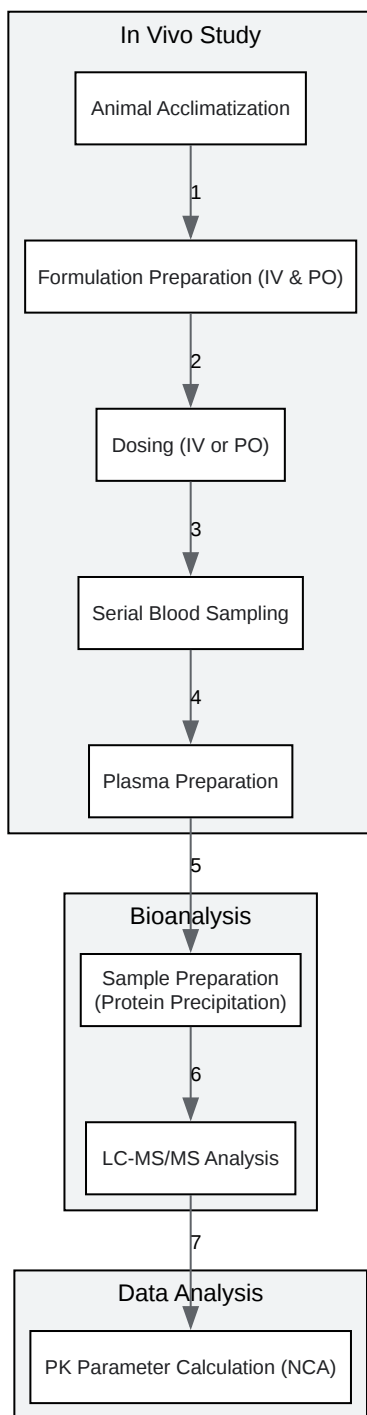 In Vivo Study
Animal Acclimatization
1
Formulation Preparation (IV & PO)
2
Dosing (IV or PO)
3
Serial Blood Sampling
4
Plasma Preparation
5
Bioanalysis
Sample Preparation
(Protein Precipitation)
6
LC-MS/MS Analysis
7
Data Analysis
PK Parameter Calculation (NCA)